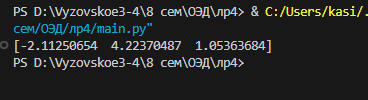 PS D:\Vyzovskoe3-4\8 сем\ОЭД\лр4> & C:/Users/kasi/.
сем/ОЭД/лр4/main.py"
[-2.11250654  4.22370487  1.05363684]
PS D:\Vyzovskoe3-4\8 сем\ОЭД\лр4>